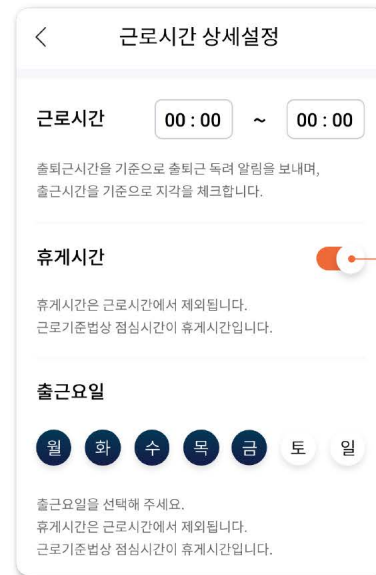 근로시간 상세설정
근로시간 00 : 00 ~ 00 : 00
출퇴근시간을 기준으로 출퇴근 독려 알림을 보내며,
출근시간을 기준으로 지각을 체크합니다.
휴게시간
휴게시간은 근로시간에서 제외됩니다.
근로기준법상 점심시간이 휴게시간입니다.
출근요일
월 화 수 목 금 토 일
출근요일을 선택해 주세요.
휴게시간은 근로시간에서 제외됩니다.
근로기준법상 점심시간이 휴게시간입니다.